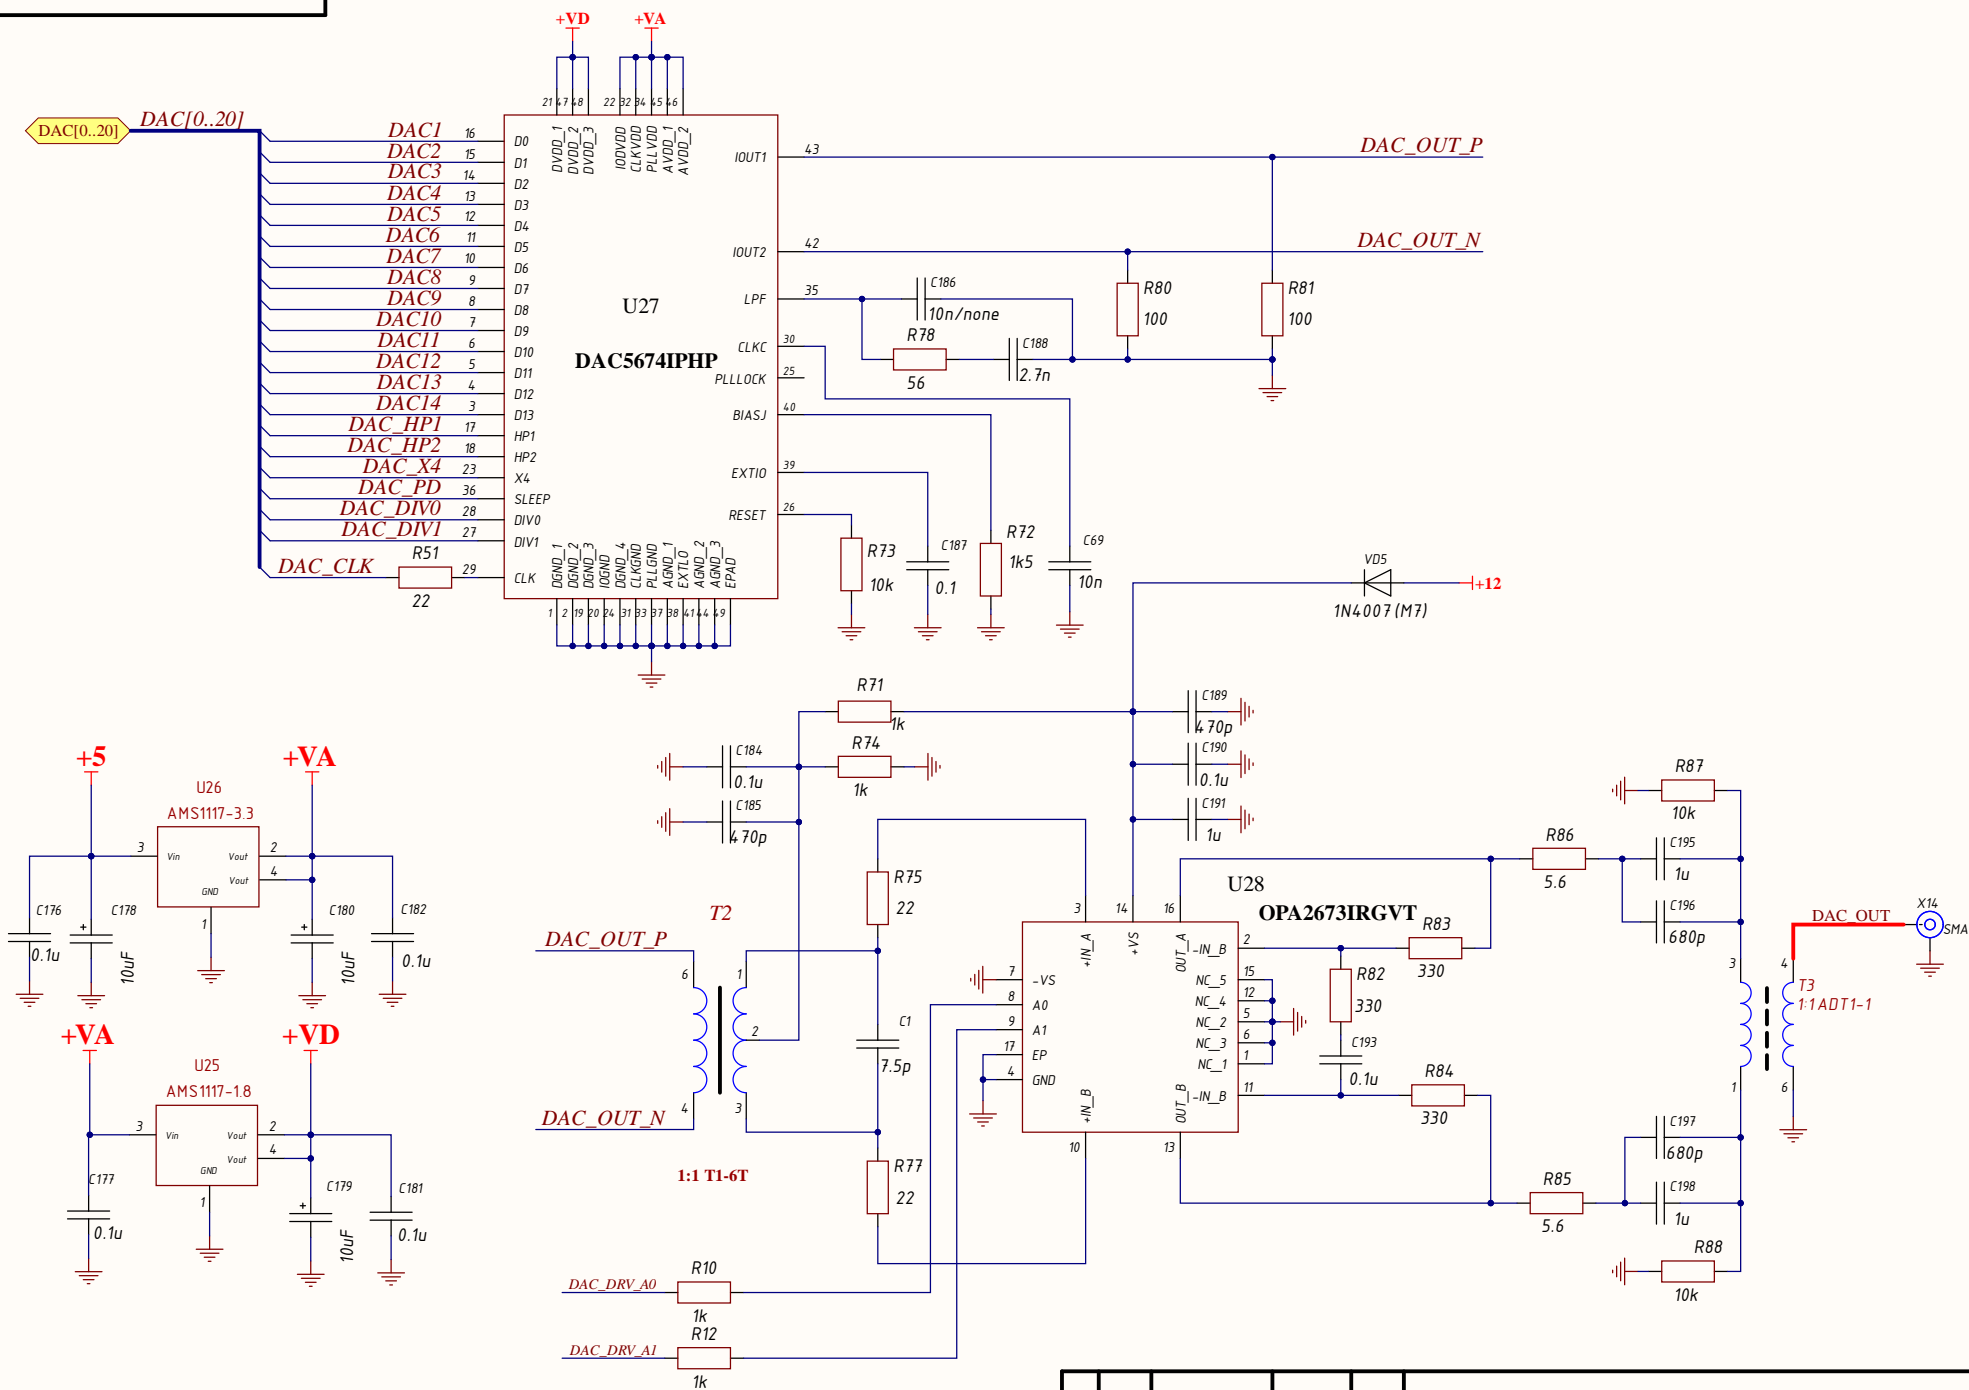 +VD
+VA
21 47 48
22 32 34 45 46
DAC[0..20]
DAC[0..20]
DVDD_1
DVDD_2
DVDD_3
IODVDD
CLKVDD
PLLVDD
AVDD_1
AVDD_2
DAC1 16 D0
DAC2 15 D1
DAC3 14 D2
DAC4 13 D3
DAC5 12 D4
DAC6 11 D5
DAC7 10 D6
DAC8 9 D7
DAC9 8 D8
DAC10 7 D9
DAC11 6 D10
DAC12 5 D11
DAC13 4 D12
DAC14 3 D13
DAC_HP1 17 HP1
DAC_HP2 18 HP2
DAC_X4 23 X4
DAC_PD 36 SLEEP
DAC_DIV0 28 DIV0
DAC_DIV1 27 DIV1
R51
DAC_CLK 29 CLK
22
U27
DAC5674IPHP
IOUT1 43 DAC_OUT_P
IOUT2 42 DAC_OUT_N
LPF 35
CLKC 30
PLLLOCK 25
BIASJ 40
EXTIO 39
RESET 26
C186
10n/none
R78
56
C188
2.7n
R80
100
R81
100
R73
10k
C187
0.1
R72
1k5
C69
10n
DGND_1
DGND_2
DGND_3
IOGND
DGND_4
CLKGND
PLLGND
AGND_1
EXTLO
AGND_2
AGND_3
EPAD
1 2 19 20 24 31 33 37 38 41 44 49
VD5
1N4007 (M7)
+12
R71
1k
R74
1k
C184
0.1u
C185
470p
C189
470p
C190
0.1u
C191
1u
+5
+VA
U26
AMS1117-3.3
3 Vin
Vout 2
Vout 4
GND
1
C176
0.1u
C178
+
10uF
C180
+
10uF
C182
0.1u
+VA
+VD
U25
AMS1117-1.8
3 Vin
Vout 2
Vout 4
GND
1
C177
0.1u
C179
+
10uF
C181
0.1u
T2
DAC_OUT_P
6
1
2
4
3
DAC_OUT_N
1:1 T1-6T
R75
22
C1
7.5p
R77
22
U28
OPA2673IRGVT
3 14 16
+IN_A
+VS
OUT_A
7 -VS
8 A0
9 A1
17 EP
4 GND
-IN_B 2
NC_5 15
NC_4 12
NC_2 5
NC_3 6
NC_1 1
-IN_B 11
+IN_B
OUT_B
10 13
R83
330
R82
330
C193
0.1u
R84
330
R86
5.6
R85
5.6
R87
10k
C195
1u
C196
680p
C197
680p
C198
1u
R88
10k
3
4
1
6
T3
1:1 ADT1-1
DAC_OUT
X14
SMA
DAC_DRV_A0
R10
1k
DAC_DRV_A1
R12
1k